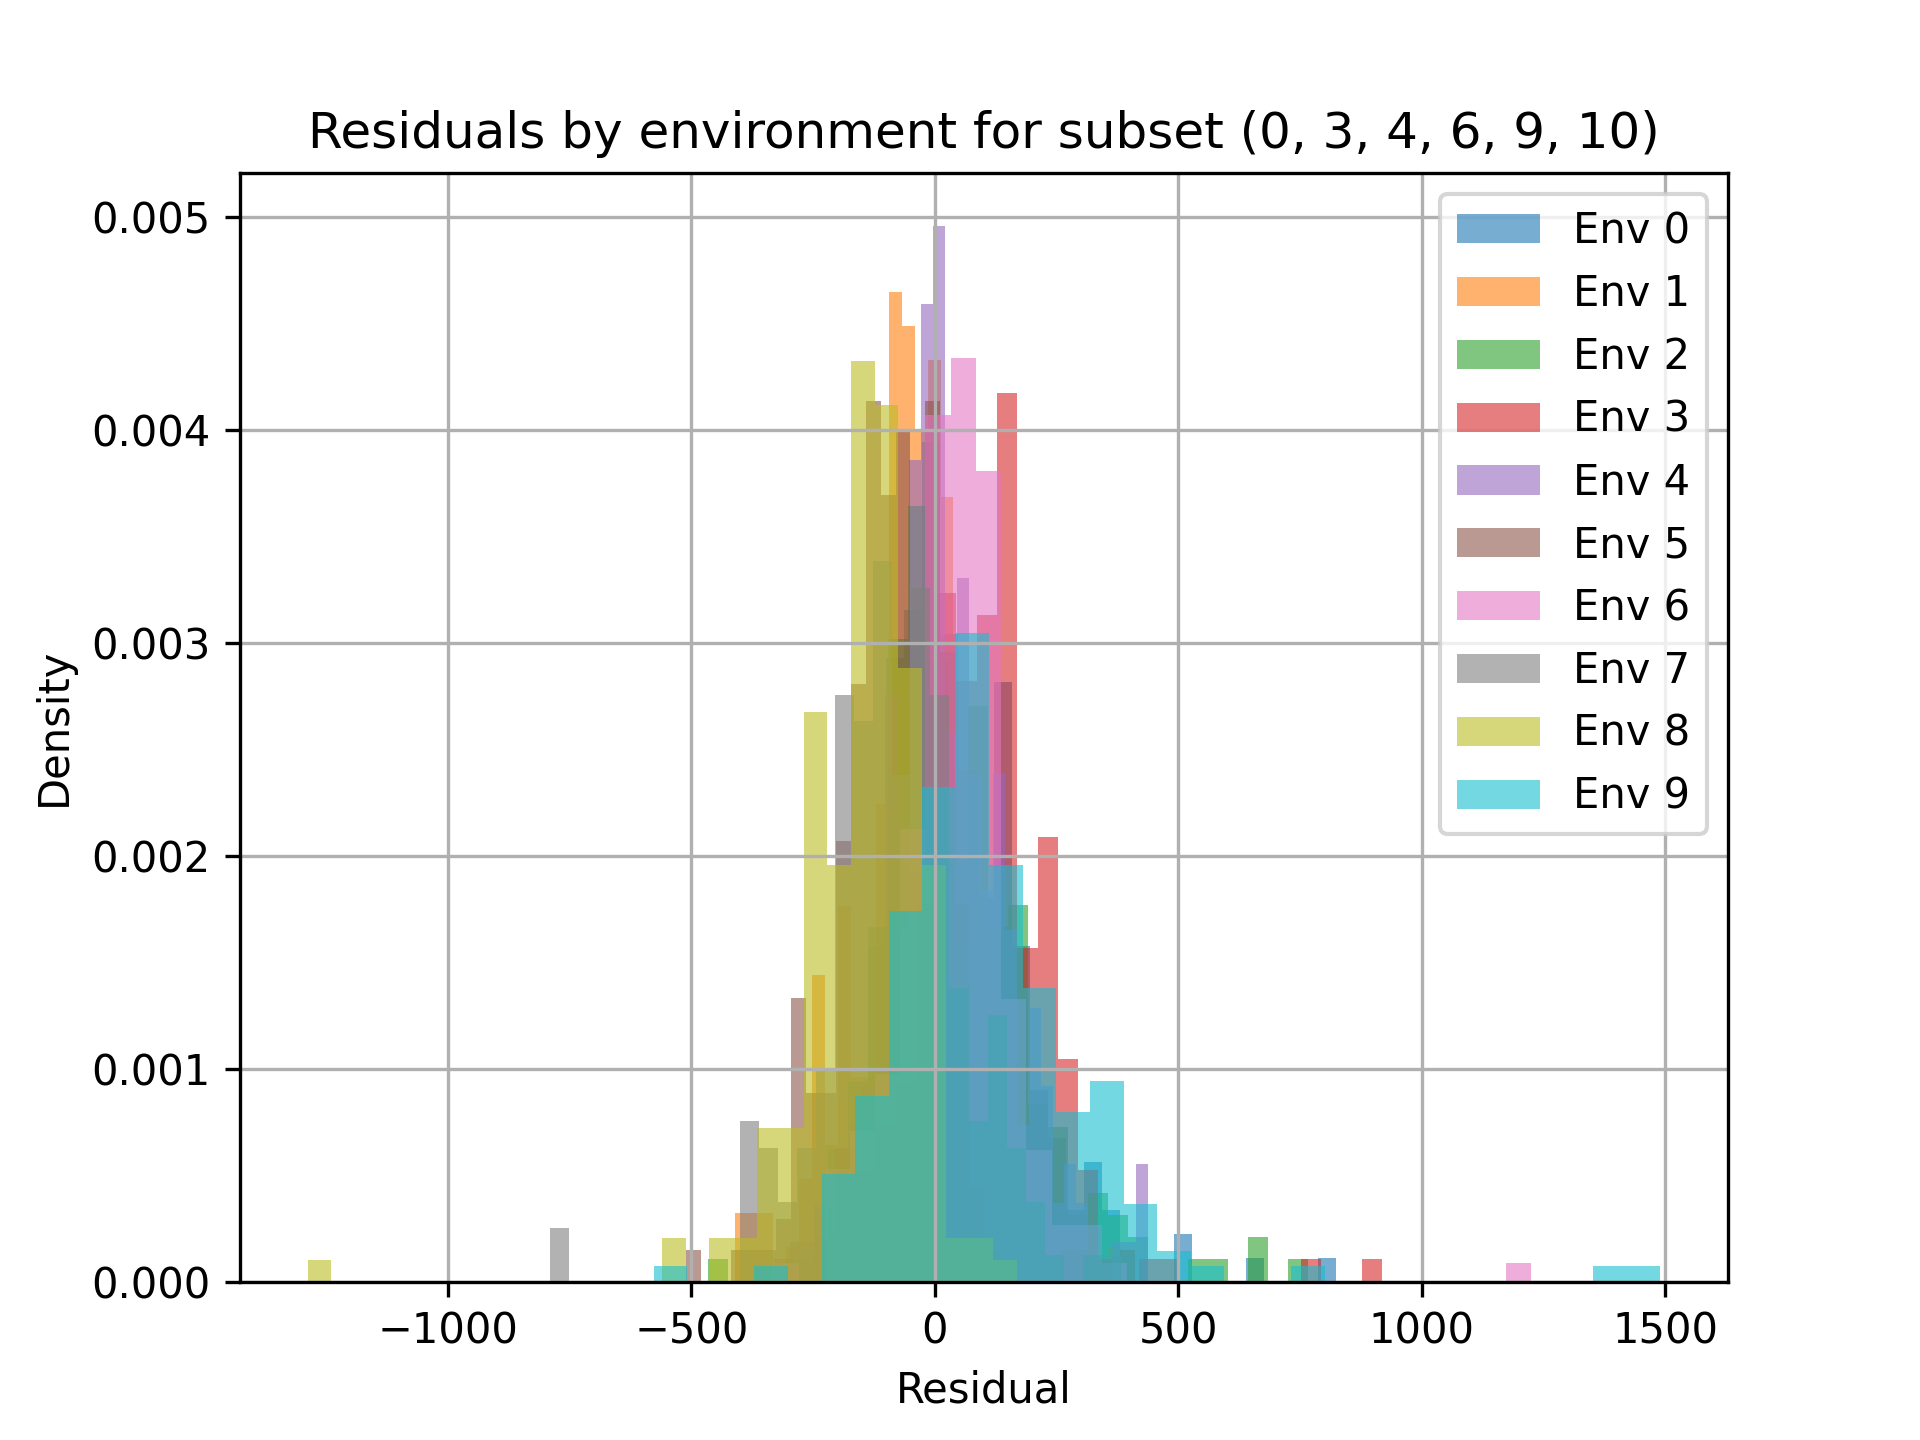 Residuals by environment for subset (0, 3, 4, 6, 9, 10)
0.005
0.004
0.003
0.002
0.001
0.000
Density
−1000
−500
0
500
1000
1500
Residual
Env 0
Env 1
Env 2
Env 3
Env 4
Env 5
Env 6
Env 7
Env 8
Env 9